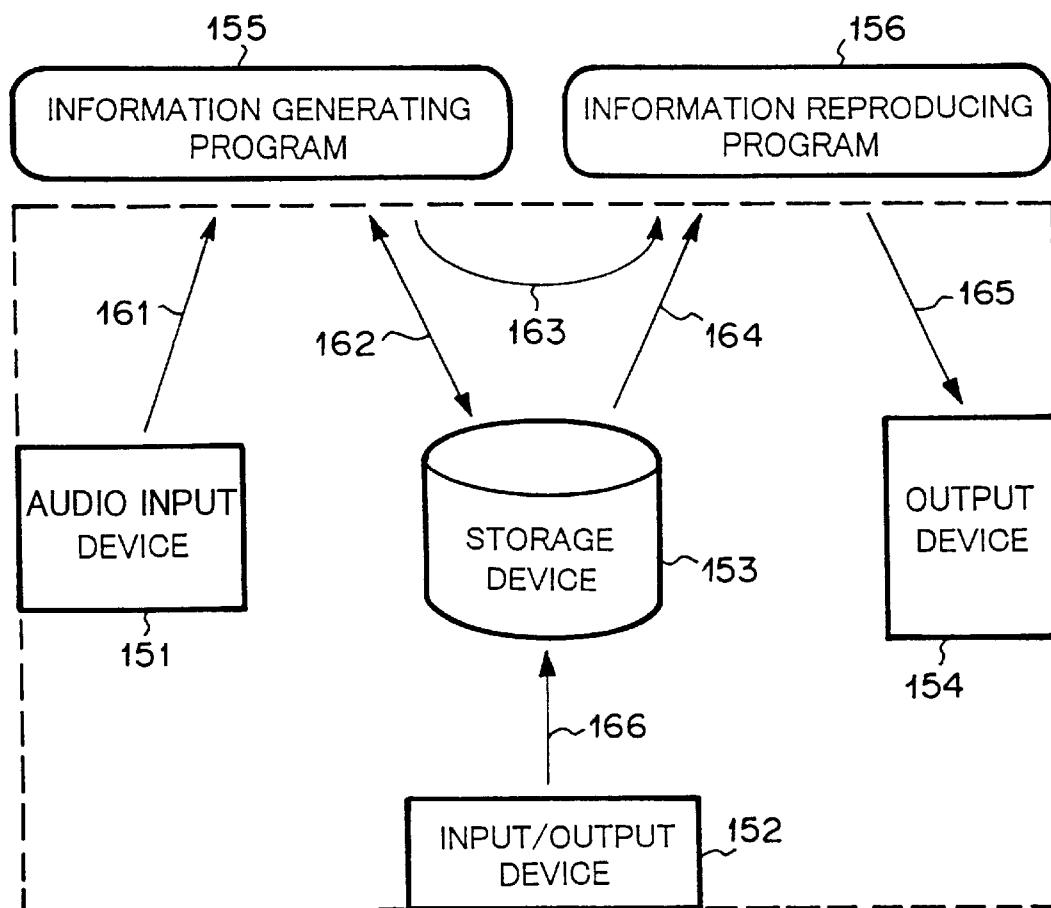 155
156
INFORMATION GENERATING
PROGRAM
INFORMATION REPRODUCING
PROGRAM
161
162
163
164
165
AUDIO INPUT
DEVICE
151
STORAGE
DEVICE
153
OUTPUT
DEVICE
154
166
INPUT/OUTPUT
DEVICE
152